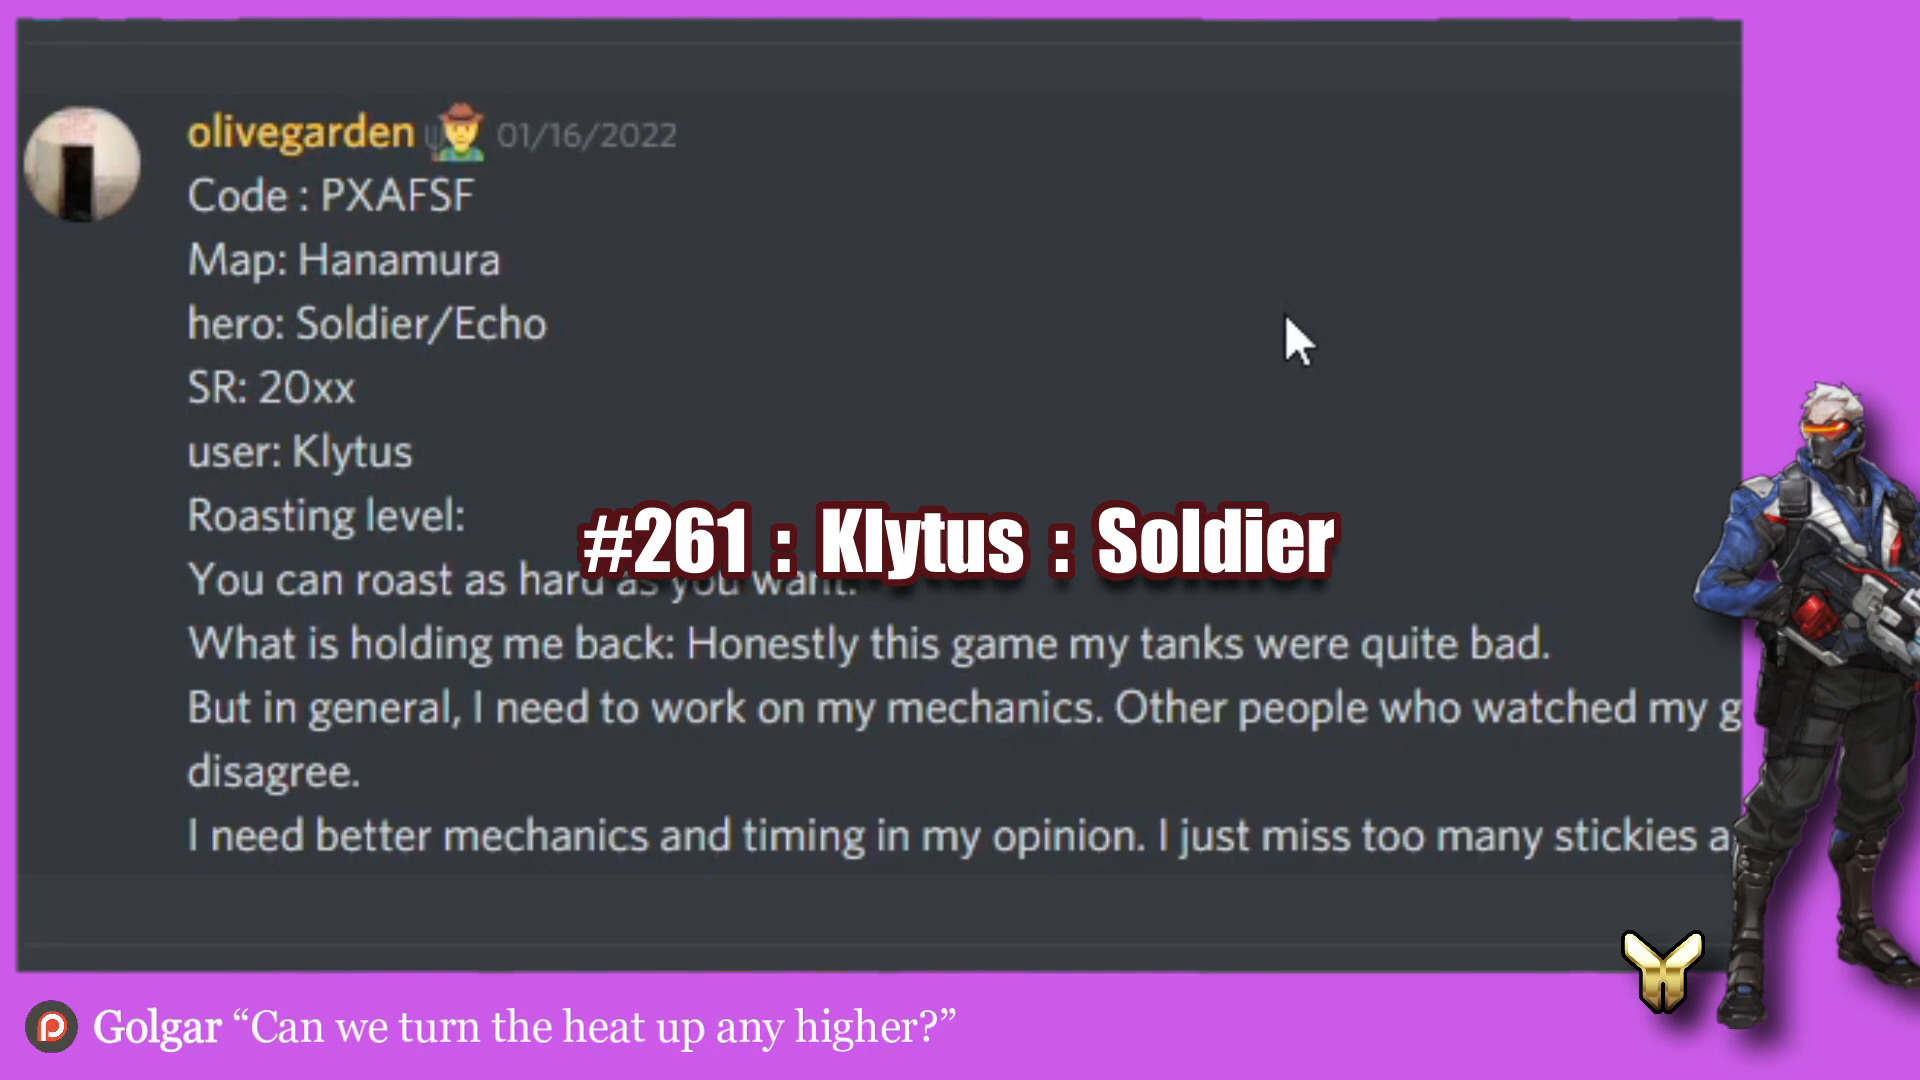 olivegarden 01/16/2022
Code : PXAFSF
Map: Hanamura
hero: Soldier/Echo
SR: 20xx
user: Klytus
Roasting level:
#261 : Klytus : Soldier
You can roast as hard as you want.
What is holding me back: Honestly this game my tanks were quite bad.
But in general, I need to work on my mechanics. Other people who watched my g
disagree.
I need better mechanics and timing in my opinion. I just miss too many stickies a
Golgar “Can we turn the heat up any higher?”